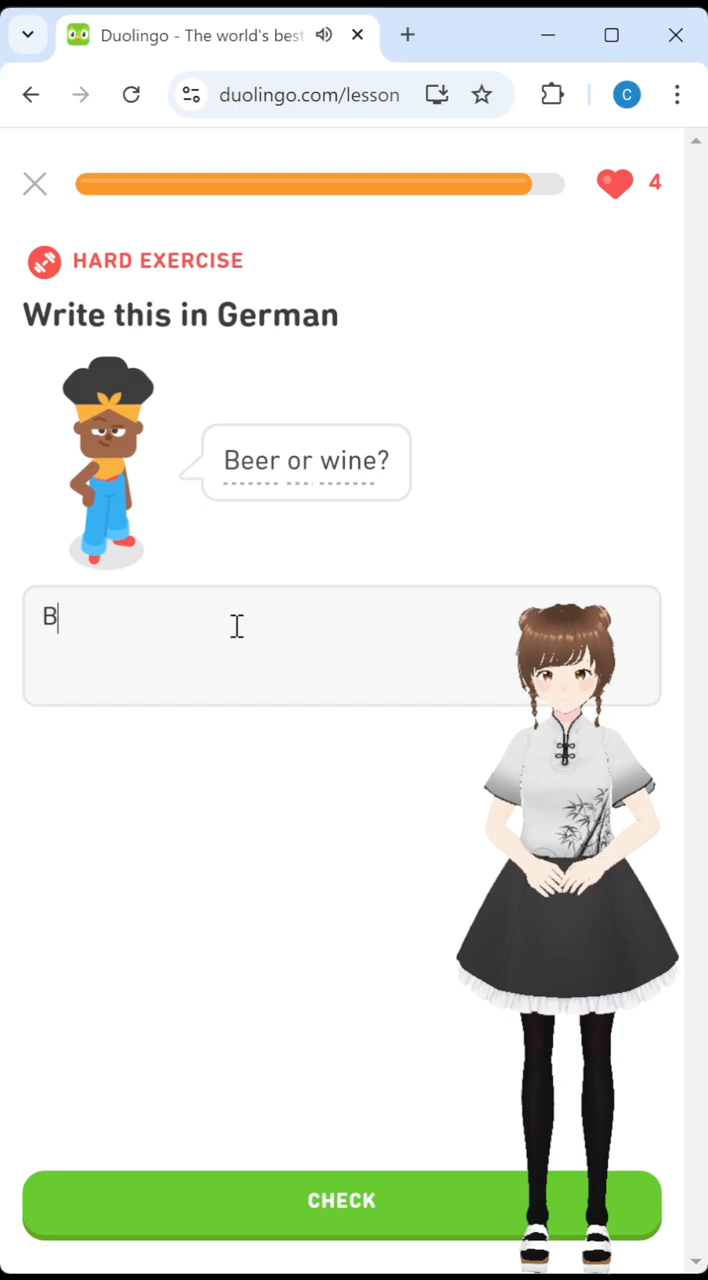 Duolingo - The world's best
duolingo.com/lesson
C
4
HARD EXERCISE
Write this in German
Beer or wine?
B
CHECK